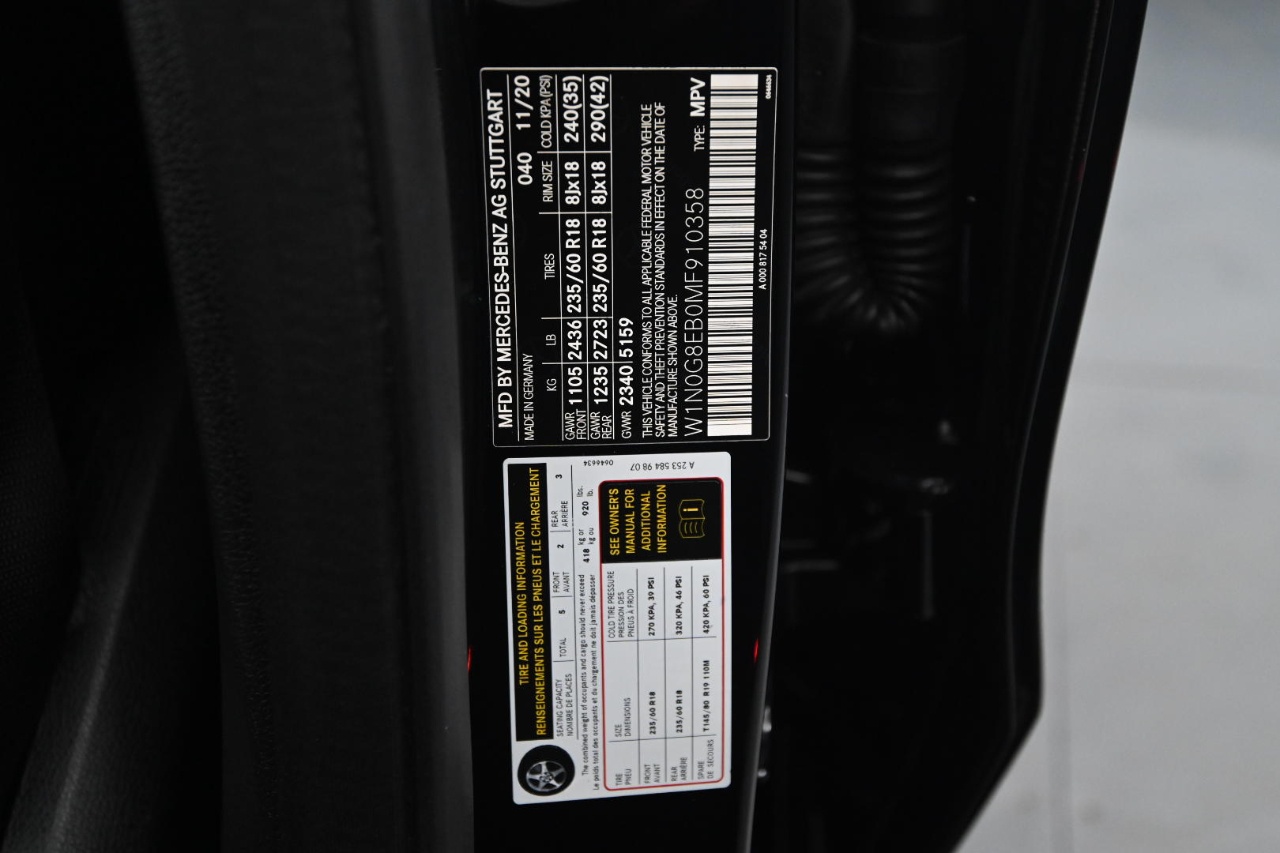 MFD BY MERCEDES-BENZ AG STUTTGART
MADE IN GERMANY 040 11/20
KG LB TIRES RIM SIZE COLD KPA(PSI)
GAWR FRONT 1105 2436 235/60 R18 8Jx18 240(35)
GAWR REAR 1235 2723 235/60 R18 8Jx18 290(42)
GVWR 2340 5159
THIS VEHICLE CONFORMS TO ALL APPLICABLE FEDERAL MOTOR VEHICLE
SAFETY AND THEFT PREVENTION STANDARDS IN EFFECT ON THE DATE OF
MANUFACTURE SHOWN ABOVE.
W1N0G8EB0MF910358 TYPE: MPV
A 000 817 54 04
0646634
TIRE AND LOADING INFORMATION
RENSEIGNEMENTS SUR LES PNEUS ET LE CHARGEMENT
SEATING CAPACITY TOTAL 5 FRONT 2 REAR 3
NOMBRE DE PLACES AVANT ARRIÈRE
The combined weight of occupants and cargo should never exceed 418 kg or 920 lbs.
Le poids total des occupants et du chargement ne doit jamais dépasser kg ou lb.
TIRE SIZE COLD TIRE PRESSURE
PNEU DIMENSIONS PRESSION DES
PNEUS À FROID
FRONT 235/60 R18 270 KPA, 39 PSI
AVANT
REAR 235/60 R18 320 KPA, 46 PSI
ARRIÈRE
SPARE T145/80 R19 110M 420 KPA, 60 PSI
DE SECOURS
SEE OWNER'S
MANUAL FOR
ADDITIONAL
INFORMATION
i
0646634
A 253 584 98 07